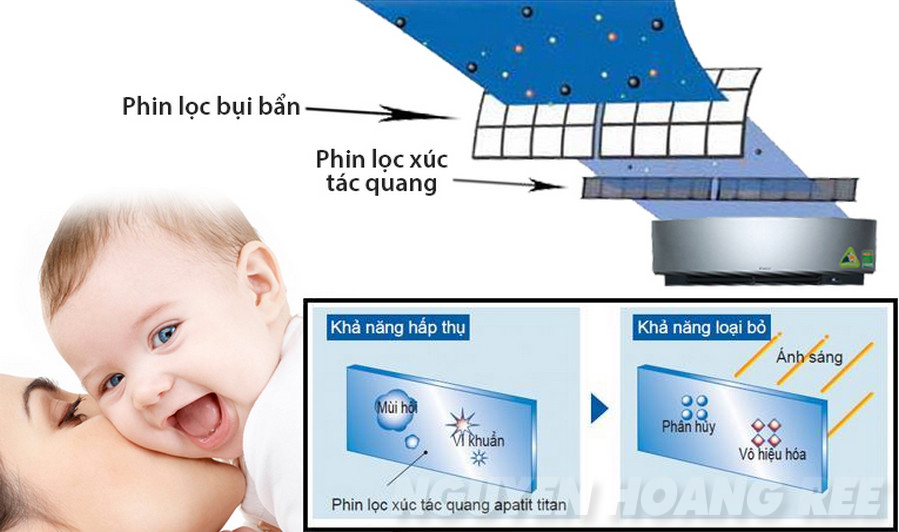 Phin lọc bụi bẩn
Phin lọc xúc
tác quang
Khả năng hấp thụ
Mùi hôi
Vi khuẩn
Phin lọc xúc tác quang apatit titan
Khả năng loại bỏ
Ánh sáng
Phân hủy
Vô hiệu hóa
NGUYEN HOANG REE